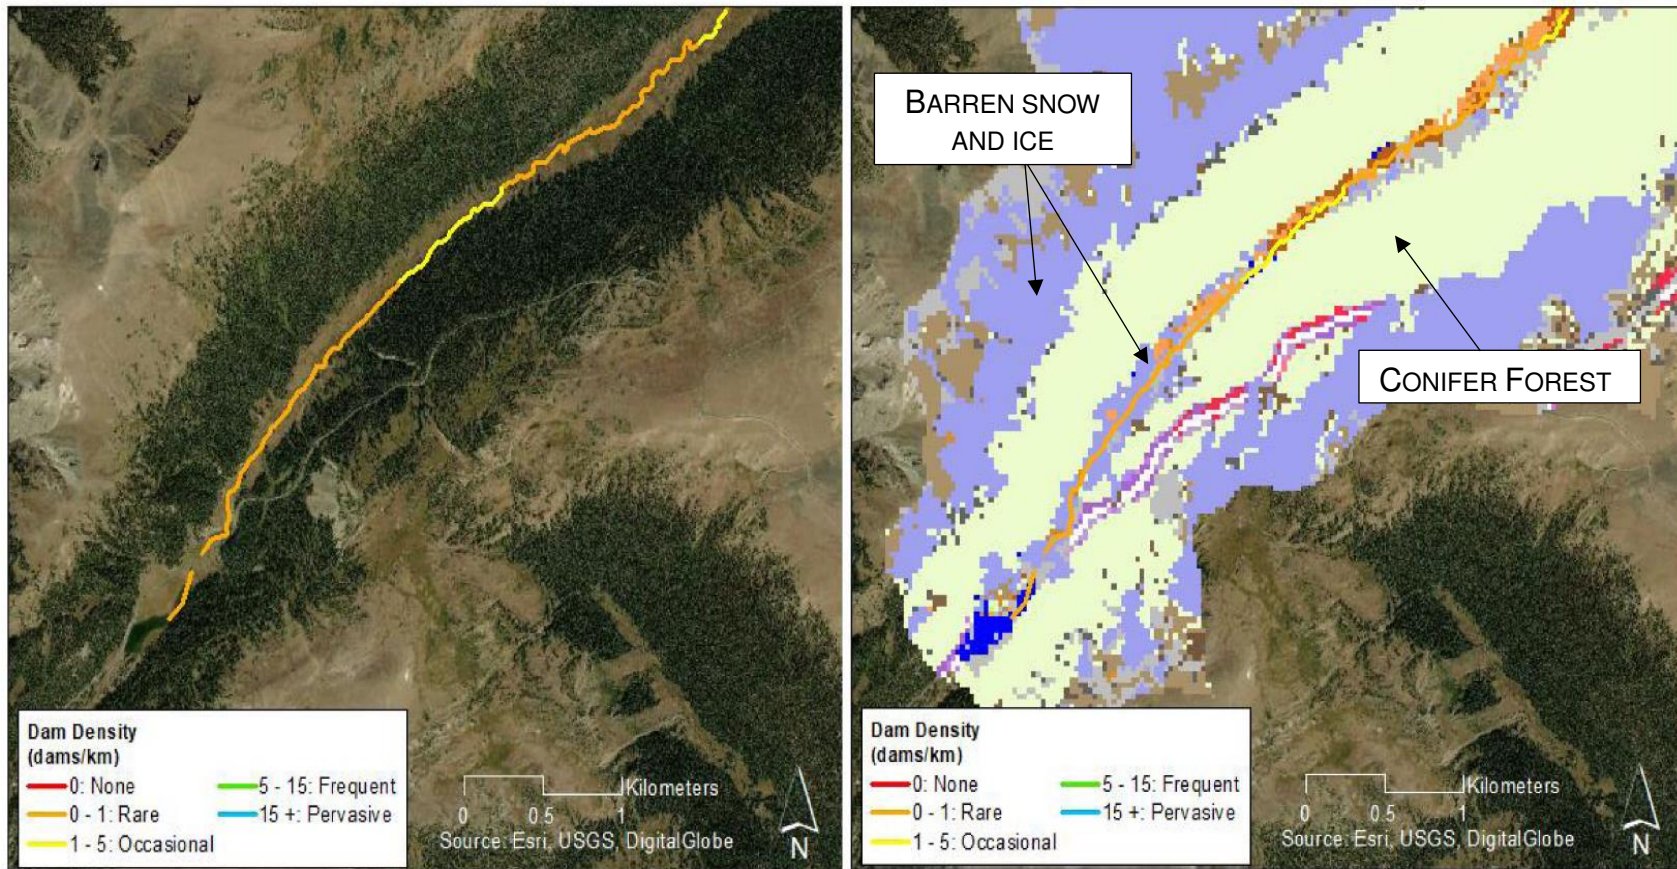 BARREN SNOW
AND ICE
CONIFER FOREST
Dam Density
(dams/km)
0: None
5 - 15: Frequent
0 - 1: Rare
15 +: Pervasive
1 - 5: Occasional
Kilometers
0 0.5 1
Source: Esri, USGS, DigitalGlobe
N
Dam Density
(dams/km)
0: None
5 - 15: Frequent
0 - 1: Rare
15 +: Pervasive
1 - 5: Occasional
Kilometers
0 0.5 1
Source: Esri, USGS, DigitalGlobe
N